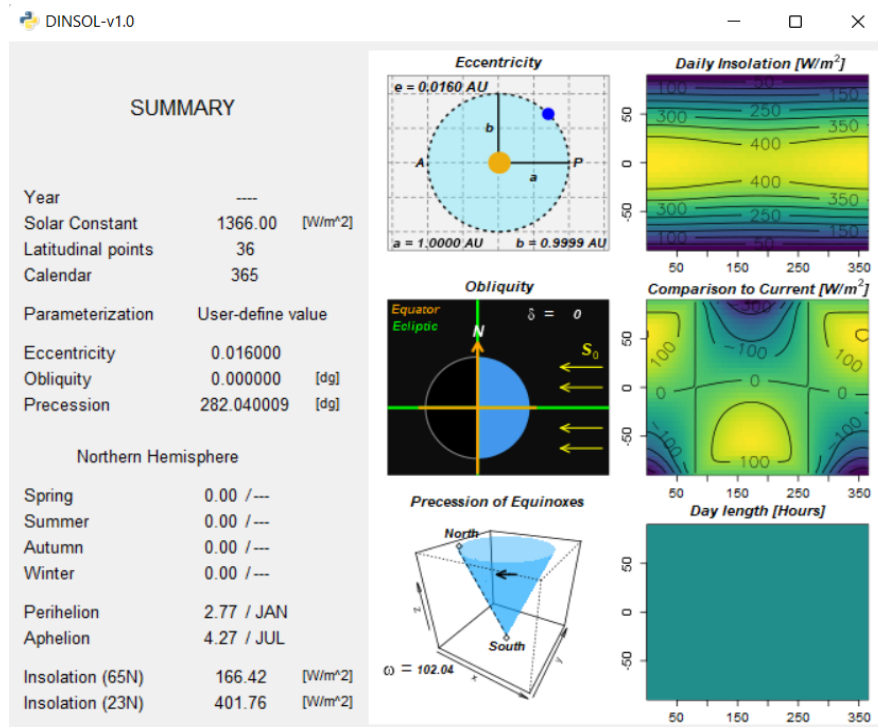 DINSOL-v1.0
SUMMARY
Year ----
Solar Constant 1366.00 [W/m^2]
Latitudinal points 36
Calendar 365
Parameterization User-define value
Eccentricity 0.016000
Obliquity 0.000000 [dg]
Precession 282.040009 [dg]
Northern Hemisphere
Spring 0.00 /---
Summer 0.00 /---
Autumn 0.00 /---
Winter 0.00 /---
Perihelion 2.77 / JAN
Aphelion 4.27 / JUL
Insolation (65N) 166.42 [W/m^2]
Insolation (23N) 401.76 [W/m^2]
Eccentricity
e = 0.0160 AU
b
A P
a
a = 1.0000 AU b = 0.9999 AU
Obliquity
Equator δ = 0
Ecliptic
N
S₀
Precession of Equinoxes
North
z
South
ω = 102.04
x
y
Daily Insolation [W/m²]
50
100 150
250
300 350
400
400
300 350
250
100 150
50
50
0
-50
50 150 250 350
Comparison to Current [W/m²]
-300
100 -100 100
0 0
-100 100 -100
50
0
-50
50 150 250 350
Day length [Hours]
50
0
-50
50 150 250 350